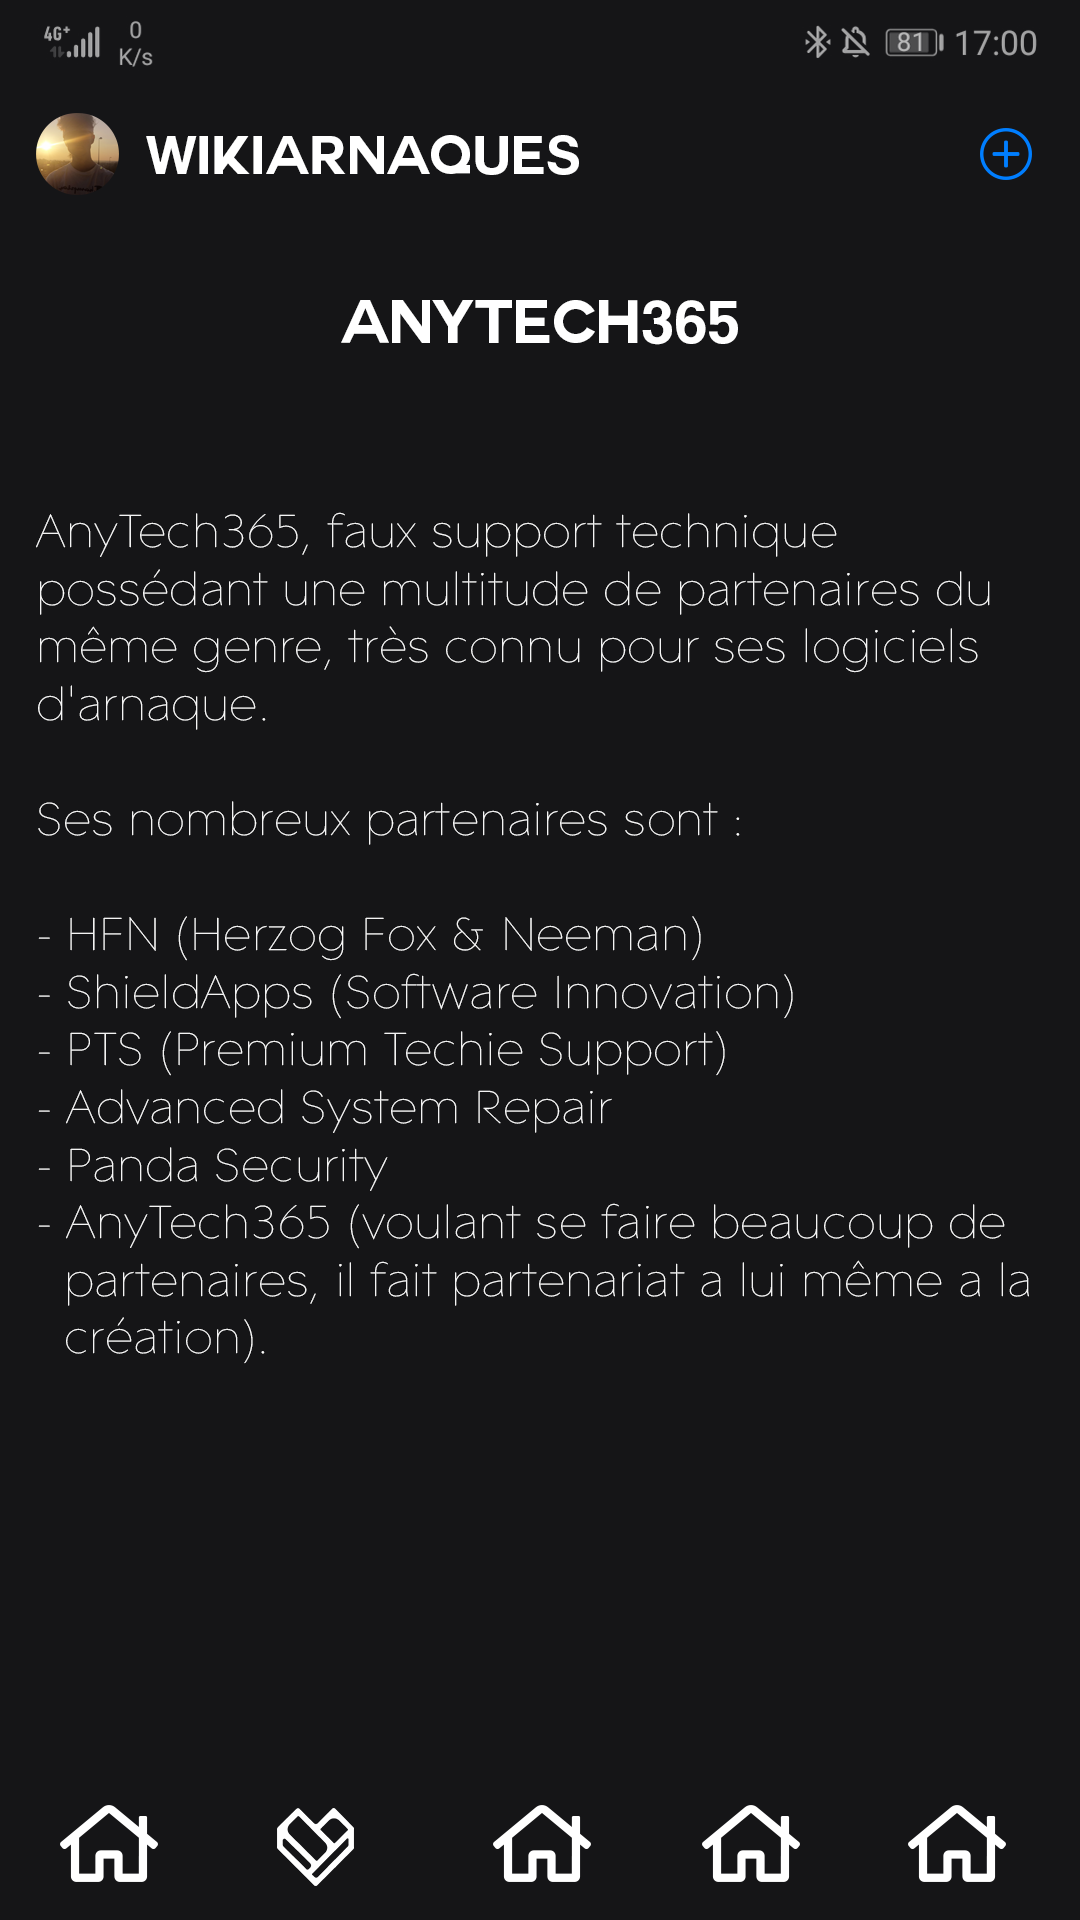 4G+ 0 K/s 81 17:00
WIKIARNAQUES
ANYTECH365
AnyTech365, faux support technique
possédant une multitude de partenaires du
même genre, très connu pour ses logiciels
d'arnaque.
Ses nombreux partenaires sont :
- HFN (Herzog Fox & Neeman)
- ShieldApps (Software Innovation)
- PTS (Premium Techie Support)
- Advanced System Repair
- Panda Security
- AnyTech365 (voulant se faire beaucoup de
partenaires, il fait partenariat a lui même a la
création).